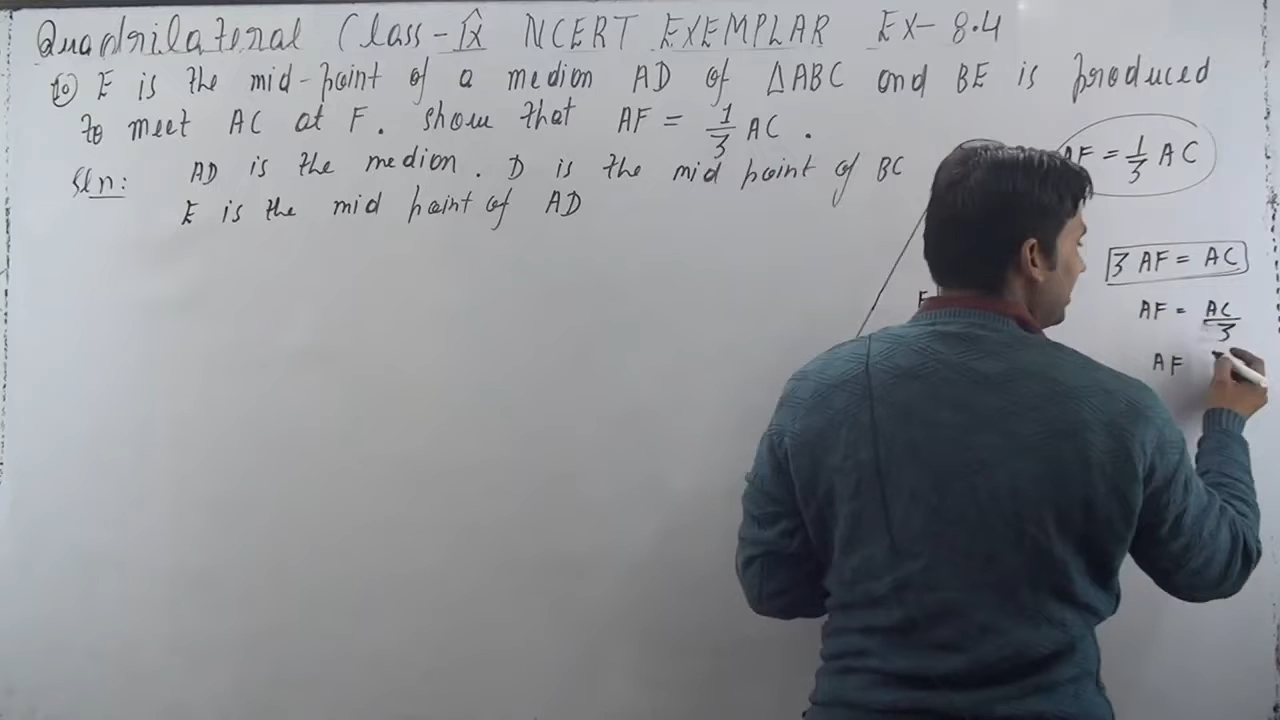 Quadrilateral Class - IX NCERT EXEMPLAR EX- 8.4
10 E is the mid-point of a median AD of △ABC and BE is produced
to meet AC at F. show that AF = 1/3 AC .
Sln: AD is the median. D is the mid point of BC
E is the mid point of AD
AF = 1/3 AC
3 AF = AC
AF = AC/3
AF
E